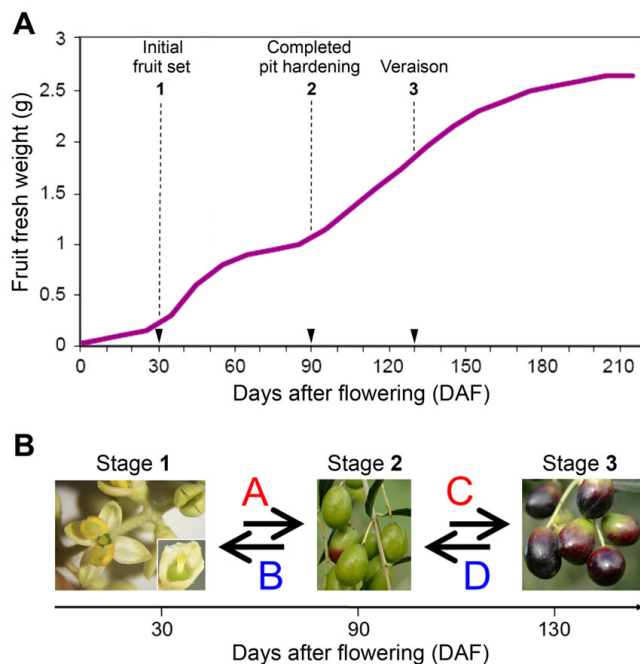 A
Fruit fresh weight (g)
3
2.5
2
1.5
1
0.5
0
Initial
fruit set
1
Completed
pit hardening
2
Veraison
3
0 30 60 90 120 150 180 210
Days after flowering (DAF)
B
Stage 1
Stage 2
Stage 3
A
B
C
D
30 90 130
Days after flowering (DAF)